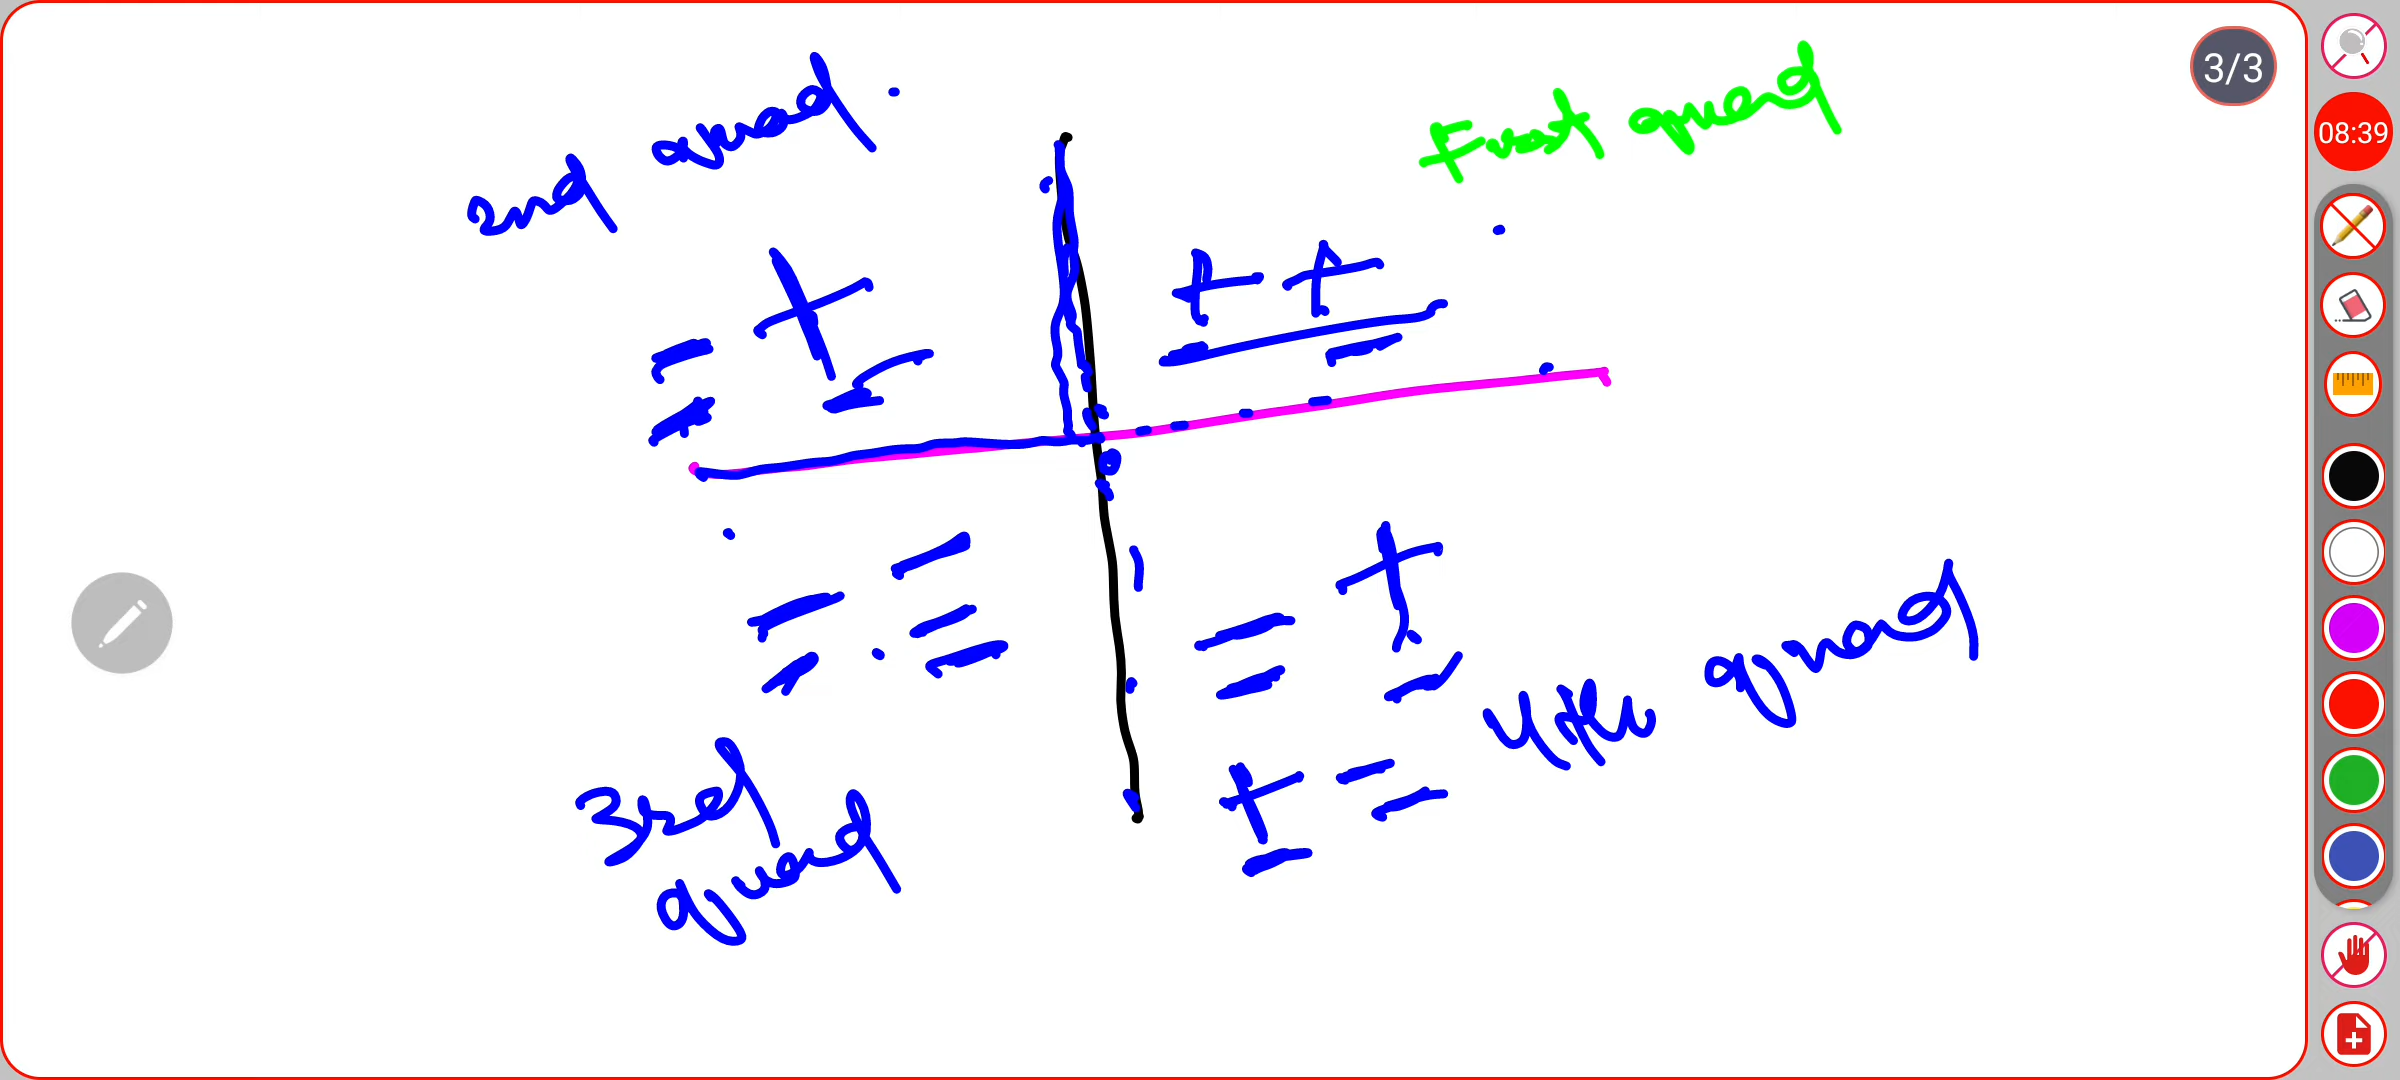 2nd quad.
First quad
3/3
08:39
- +
+ +
- -
- +
+ -
4th quad
3rd
quad